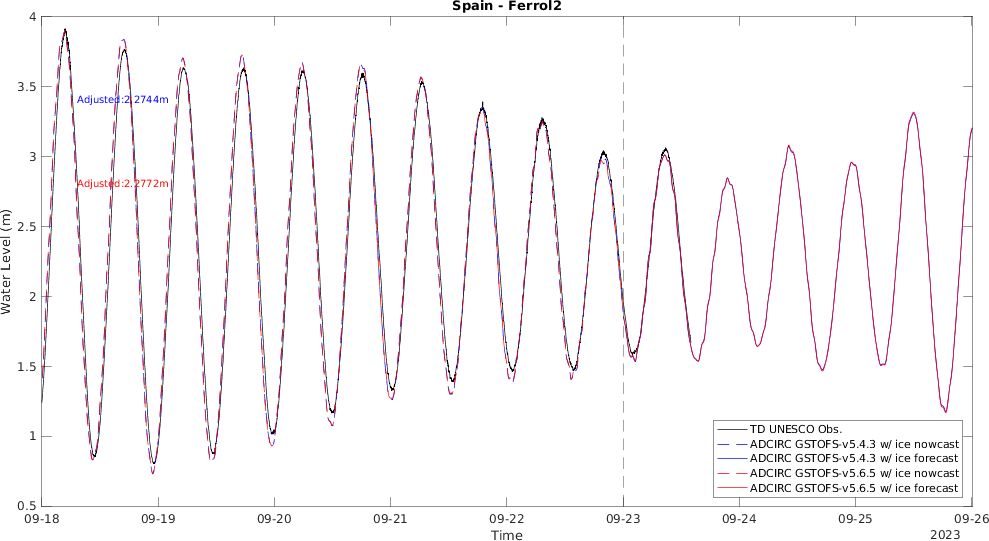 Spain - Ferrol2
4
3.5
3
2.5
2
1.5
1
0.5
Water Level (m)
Adjusted:2.2744m
Adjusted:2.2772m
TD UNESCO Obs.
ADCIRC GSTOFS-v5.4.3 w/ ice nowcast
ADCIRC GSTOFS-v5.4.3 w/ ice forecast
ADCIRC GSTOFS-v5.6.5 w/ ice nowcast
ADCIRC GSTOFS-v5.6.5 w/ ice forecast
09-18 09-19 09-20 09-21 09-22 09-23 09-24 09-25 09-26
Time
2023